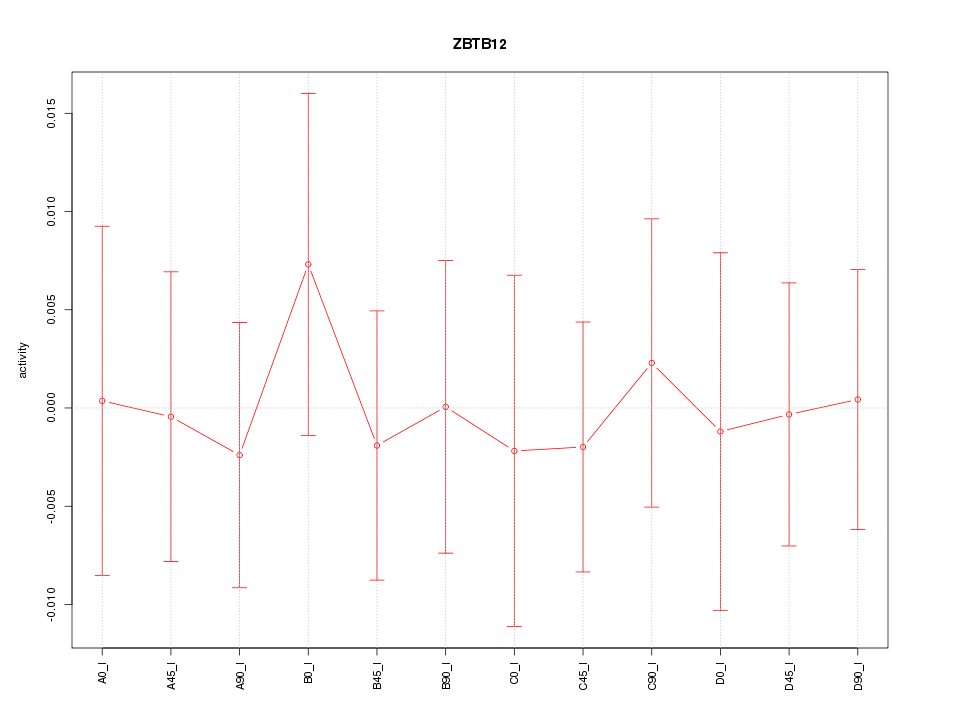 ZBTB12
activity
0.015
0.010
0.005
0.000
-0.005
-0.010
A0_I
A45_I
A90_I
B0_I
B45_I
B90_I
C0_I
C45_I
C90_I
D0_I
D45_I
D90_I